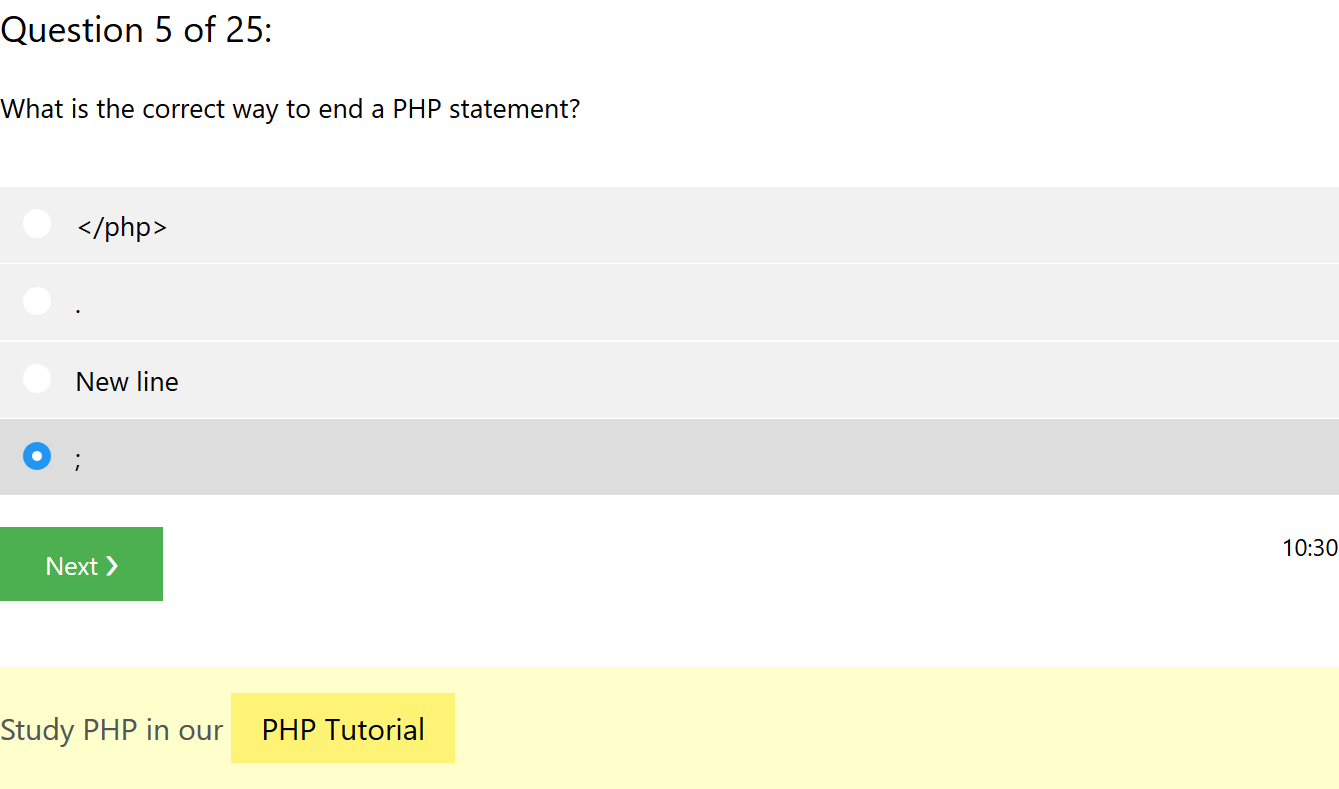 Question 5 of 25:
What is the correct way to end a PHP statement?
</php>
.
New line
;
Next ❯
10:30
Study PHP in our PHP Tutorial